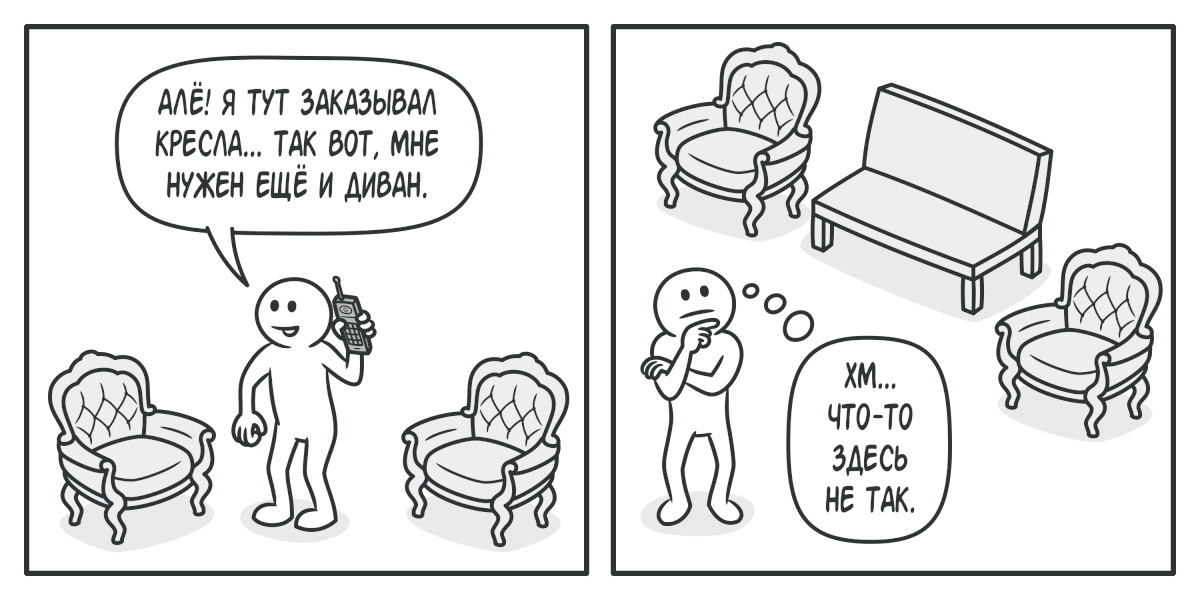 АЛЁ! Я ТУТ ЗАКАЗЫВАЛ
КРЕСЛА... ТАК ВОТ, МНЕ
НУЖЕН ЕЩЁ И ДИВАН.
ХМ...
ЧТО-ТО
ЗДЕСЬ
НЕ ТАК.